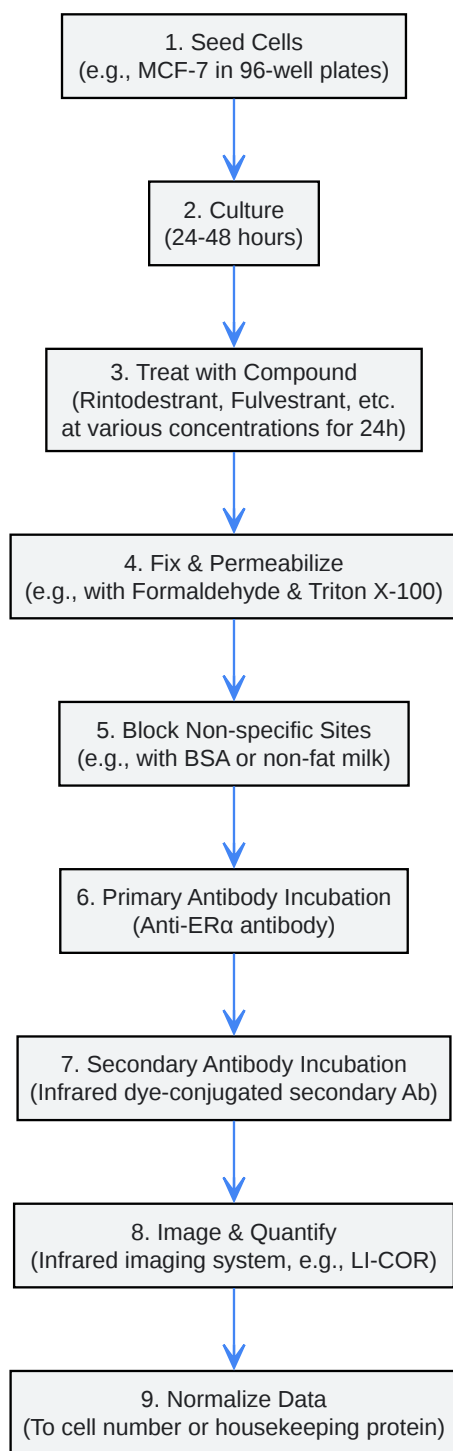 1. Seed Cells
(e.g., MCF-7 in 96-well plates)
2. Culture
(24-48 hours)
3. Treat with Compound
(Rintodestrant, Fulvestrant, etc.
at various concentrations for 24h)
4. Fix & Permeabilize
(e.g., with Formaldehyde & Triton X-100)
5. Block Non-specific Sites
(e.g., with BSA or non-fat milk)
6. Primary Antibody Incubation
(Anti-ERα antibody)
7. Secondary Antibody Incubation
(Infrared dye-conjugated secondary Ab)
8. Image & Quantify
(Infrared imaging system, e.g., LI-COR)
9. Normalize Data
(To cell number or housekeeping protein)